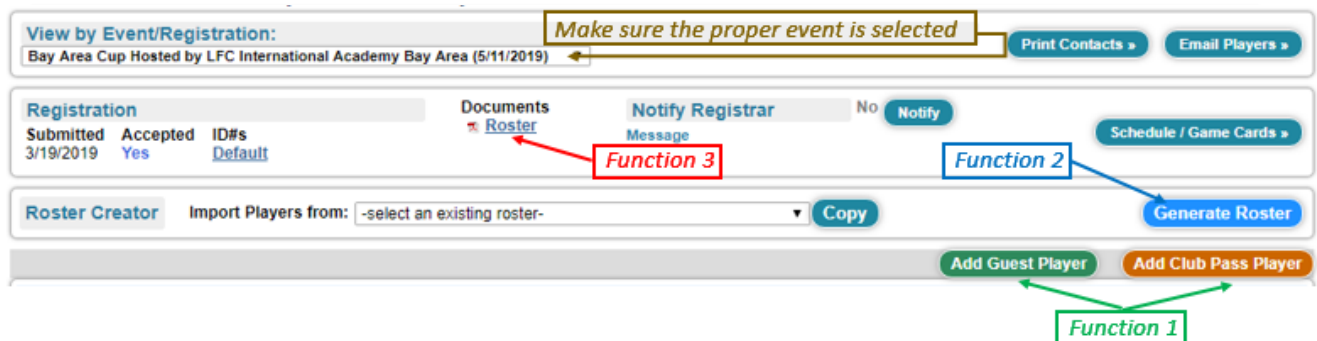 View by Event/Registration:
Make sure the proper event is selected
Bay Area Cup Hosted by LFC International Academy Bay Area (5/11/2019)
Print Contacts »
Email Players »
Registration
Documents
Notify Registrar
No
Notify
Submitted Accepted ID#s
Roster
Message
3/19/2019 Yes Default
Schedule / Game Cards »
Function 3
Function 2
Roster Creator
Import Players from: -select an existing roster-
Copy
Generate Roster
Add Guest Player
Add Club Pass Player
Function 1